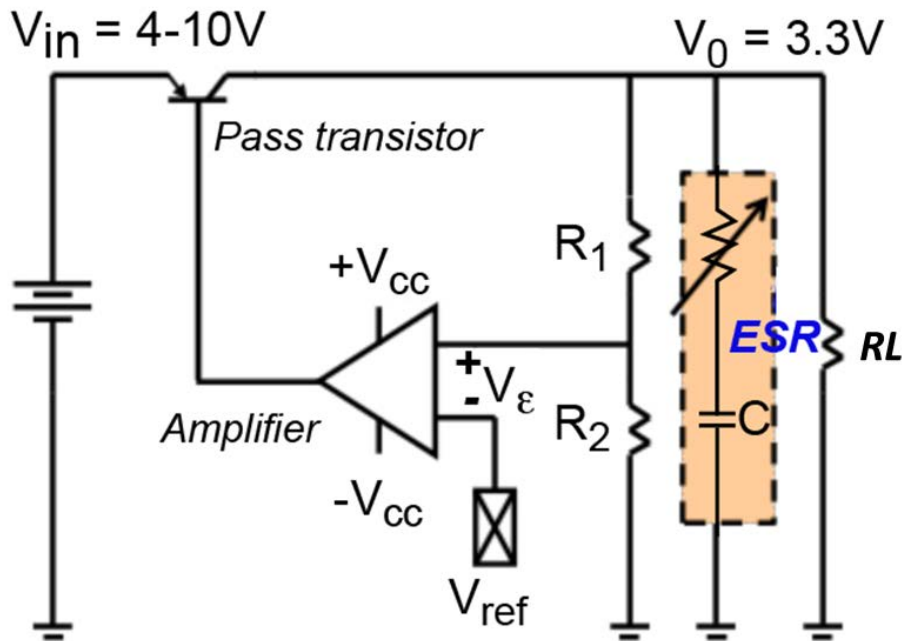 Vin = 4-10V
V0 = 3.3V
Pass transistor
R1
+Vcc
ESR
RL
+
Vε
-
Amplifier
R2
C
-Vcc
Vref